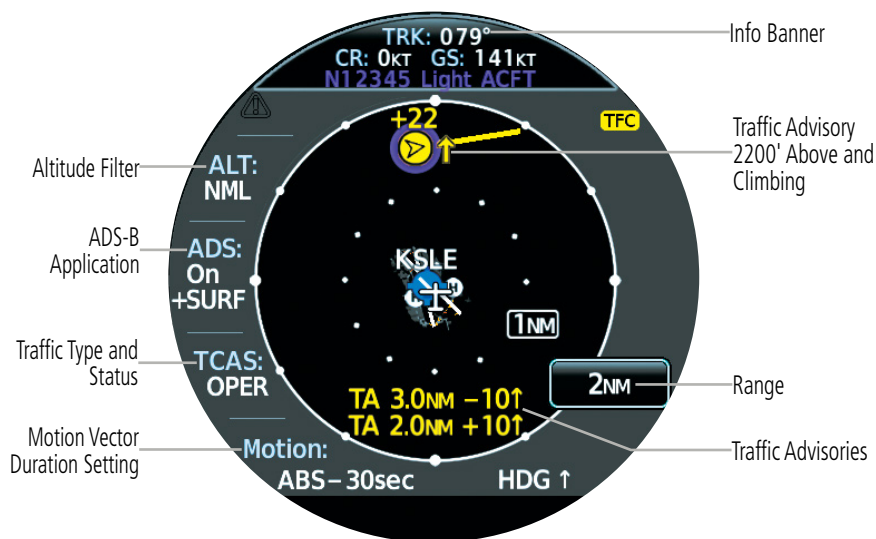 TRK: 079°
CR: 0KT GS: 141KT
N12345 Light ACFT
Info Banner
+22
TFC
Traffic Advisory
2200' Above and
Climbing
Altitude Filter
ALT:
NML
ADS-B
Application
ADS:
On
+SURF
KSLE
H
1NM
Traffic Type and
Status
TCAS:
OPER
2NM
Range
TA 3.0NM −10↑
TA 2.0NM +10↑
Traffic Advisories
Motion Vector
Duration Setting
Motion:
ABS−30sec
HDG ↑